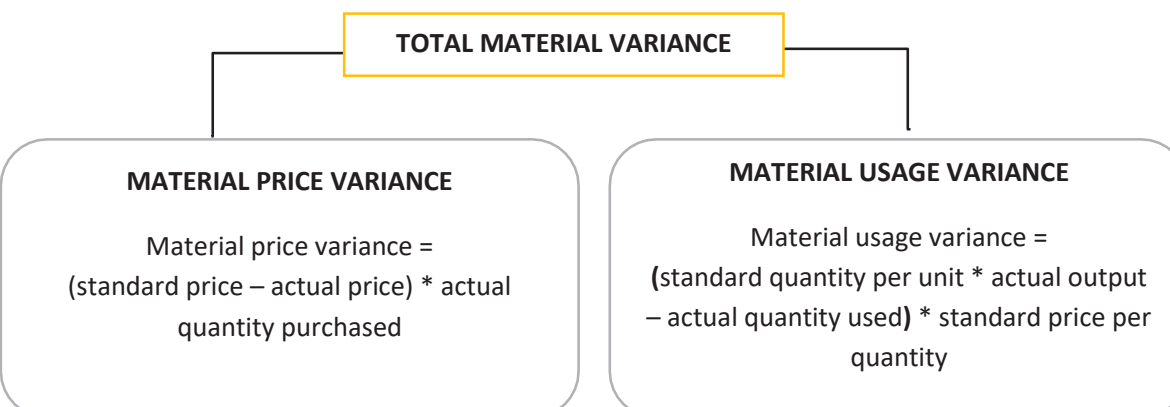 TOTAL MATERIAL VARIANCE
MATERIAL PRICE VARIANCE
Material price variance =
(standard price – actual price) * actual
quantity purchased
MATERIAL USAGE VARIANCE
Material usage variance =
(standard quantity per unit * actual output
– actual quantity used) * standard price per
quantity